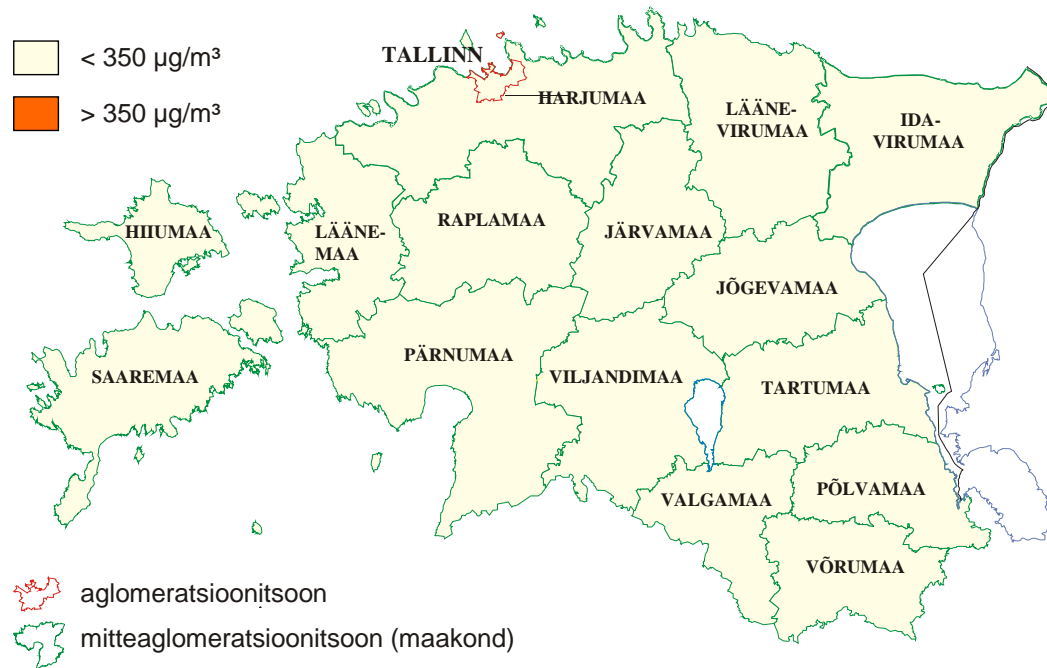 < 350 µg/m³
> 350 µg/m³
TALLINN
HARJUMAA
LÄÄNE-
VIRUMAA
IDA-
VIRUMAA
HIIUMAA
LÄÄNE-
MAA
RAPLAMAA
JÄRVAMAA
JÕGEVAMAA
SAAREMAA
PÄRNUMAA
VILJANDIMAA
TARTUMAA
VALGAMAA
PÕLVAMAA
VÕRUMAA
aglomeratsioonitsoon
mitteaglomeratsioonitsoon (maakond)